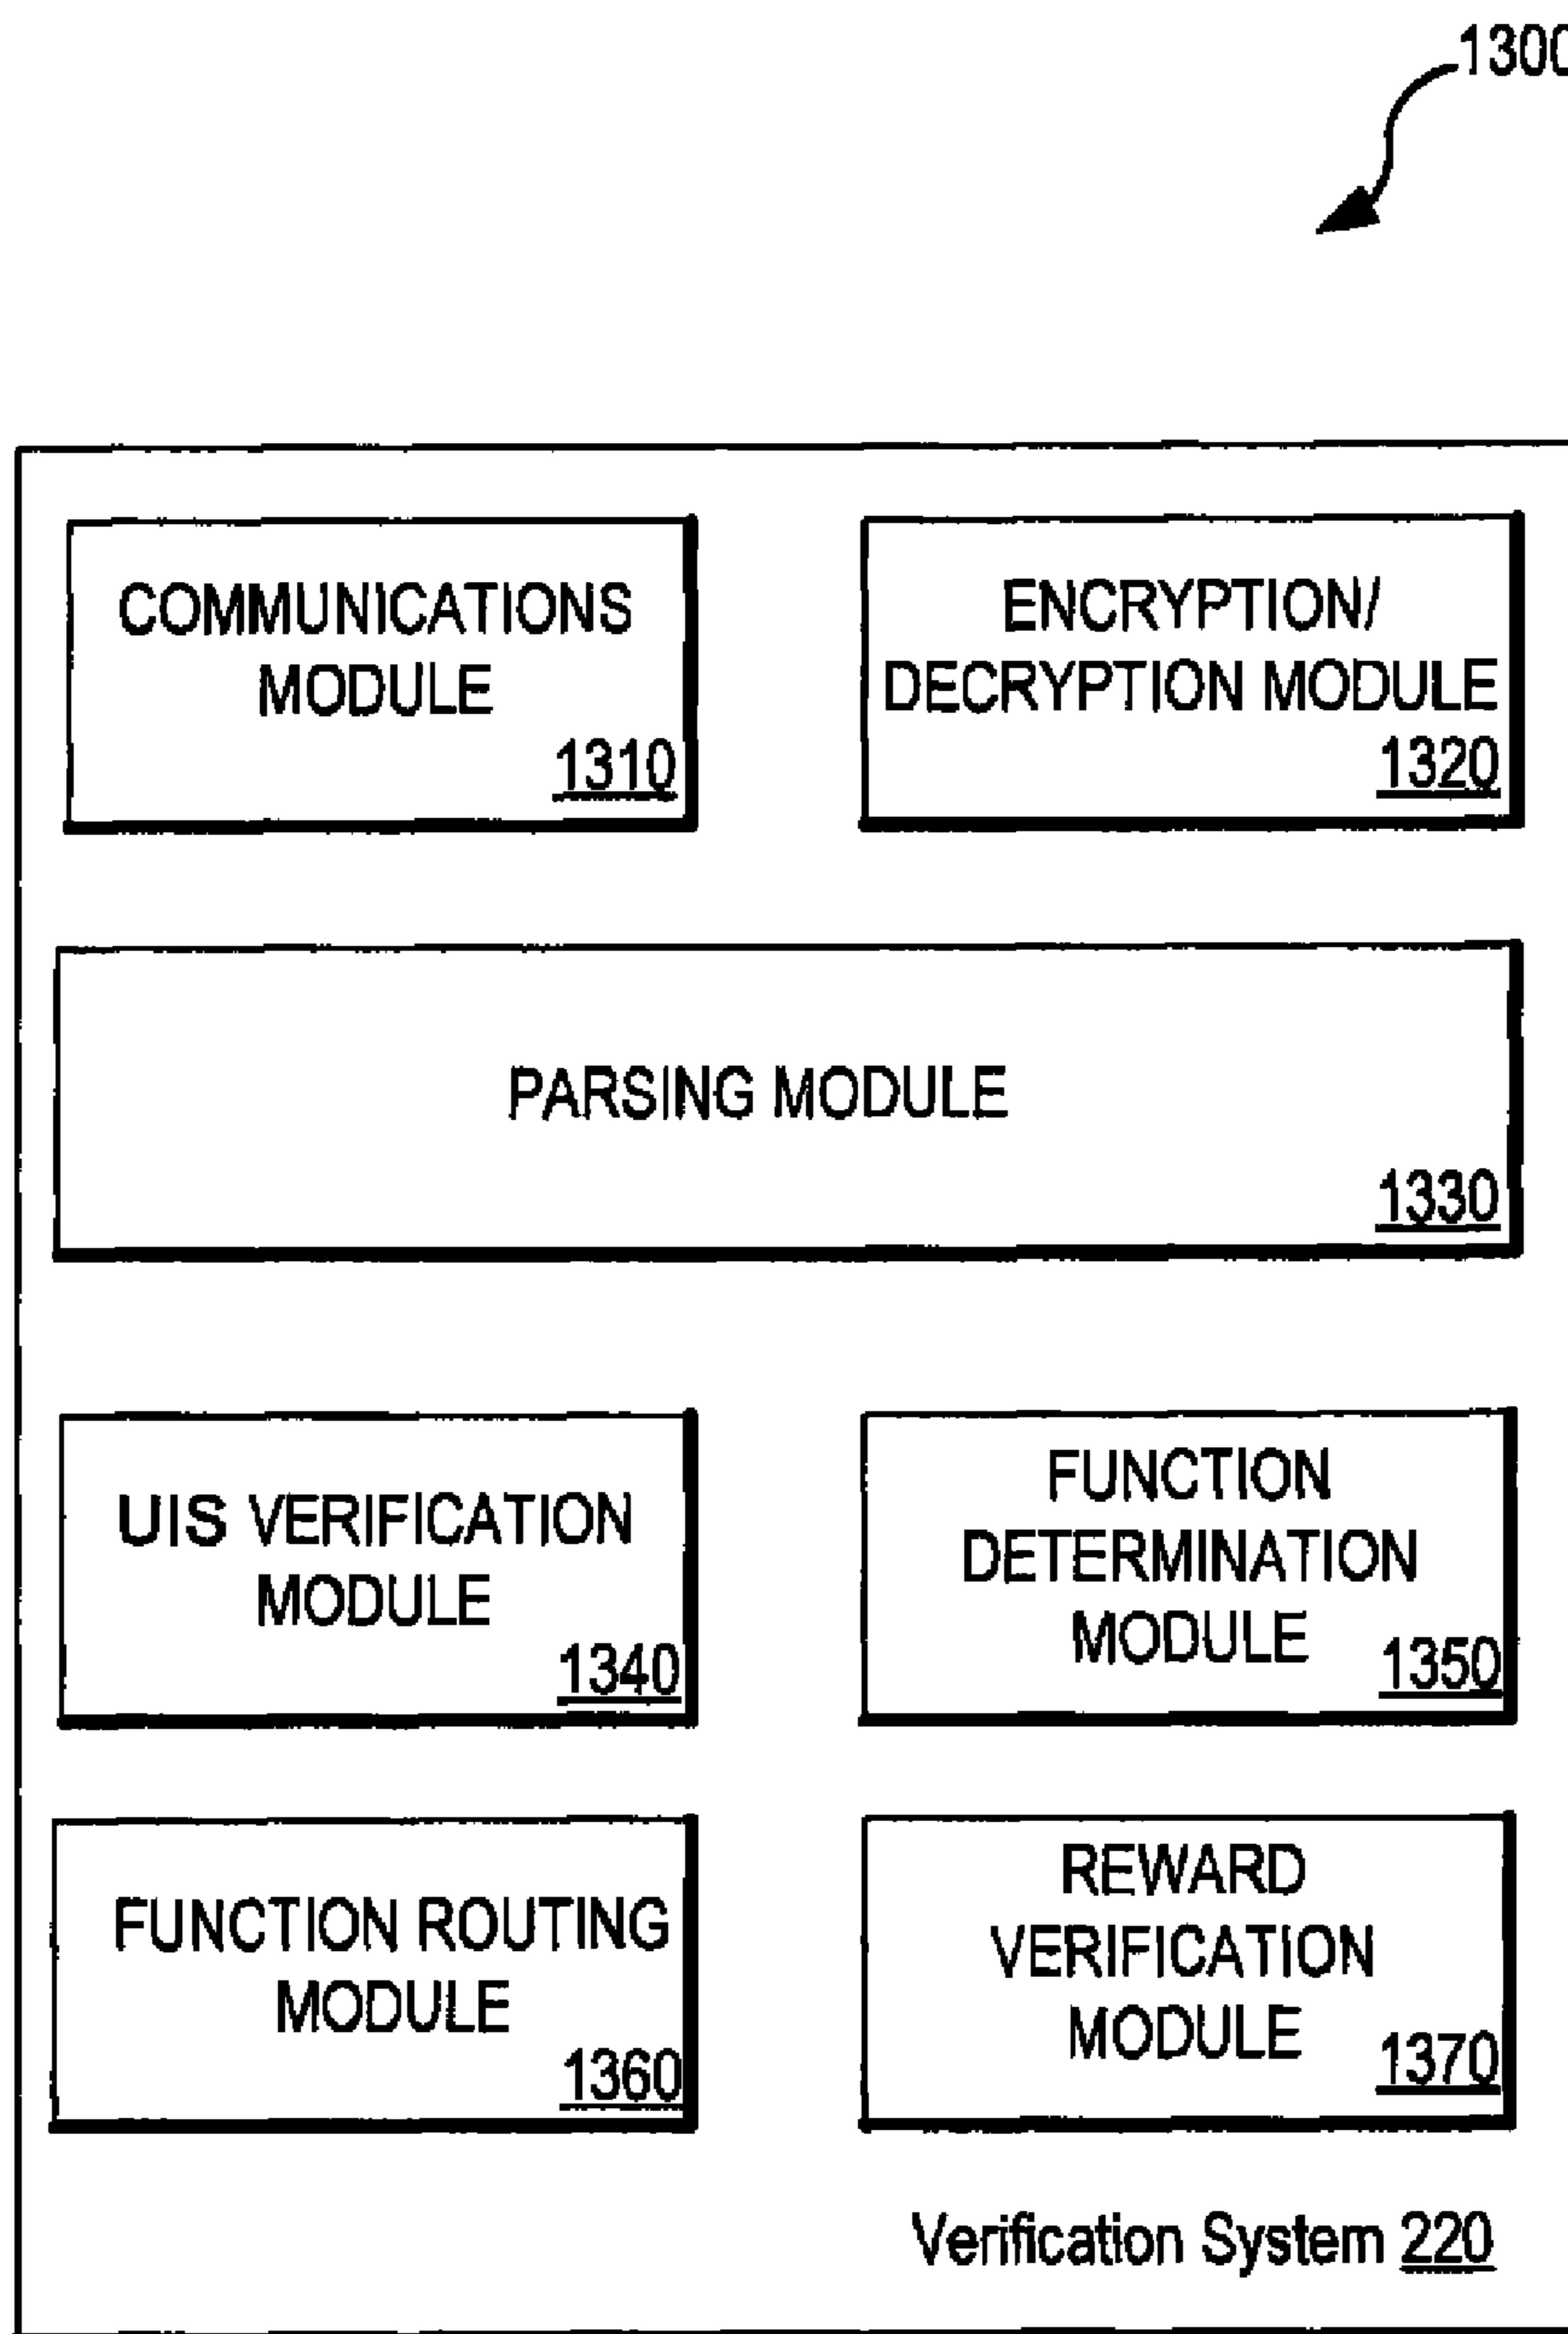 1300
COMMUNICATIONS
MODULE
1310
ENCRYPTION/
DECRYPTION MODULE
1320
PARSING MODULE
1330
UIS VERIFICATION
MODULE
1340
FUNCTION
DETERMINATION
MODULE
1350
FUNCTION ROUTING
MODULE
1360
REWARD
VERIFICATION
MODULE
1370
Verification System 220